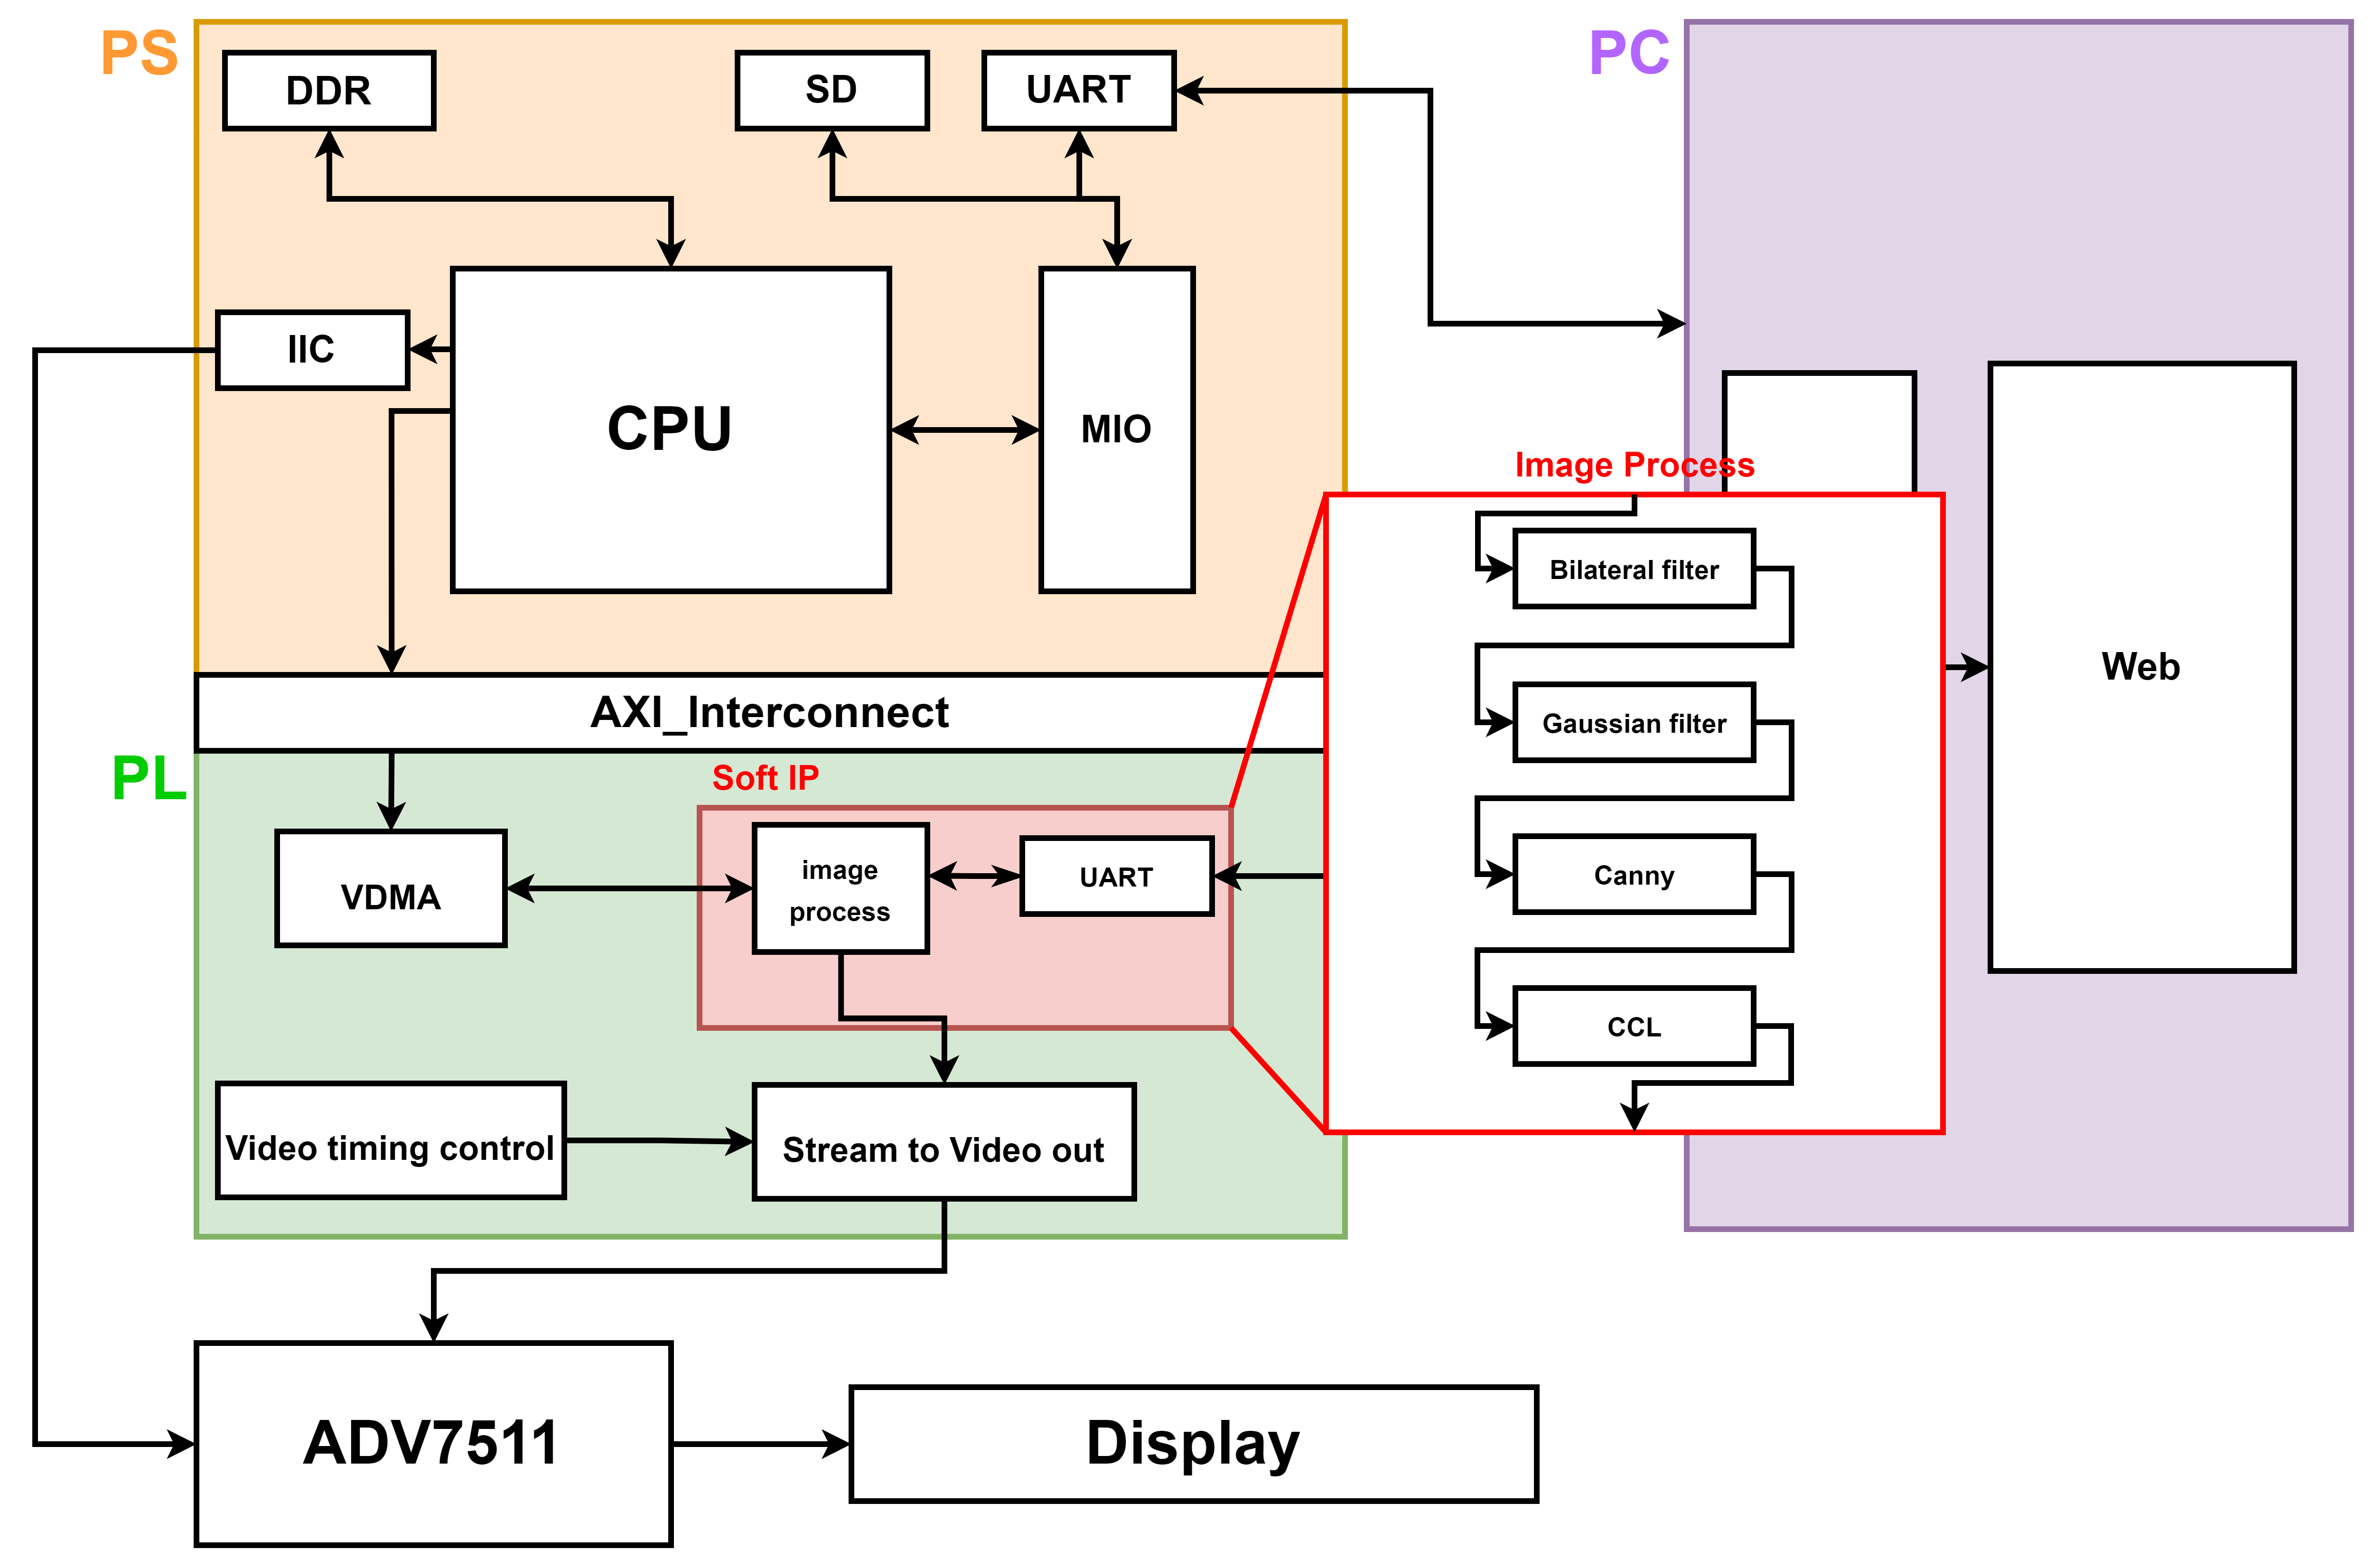 PS
DDR
SD
UART
PC
IIC
CPU
MIO
Image Process
Bilateral filter
Gaussian filter
Canny
CCL
Web
AXI_Interconnect
PL
Soft IP
VDMA
image
process
UART
Video timing control
Stream to Video out
ADV7511
Display